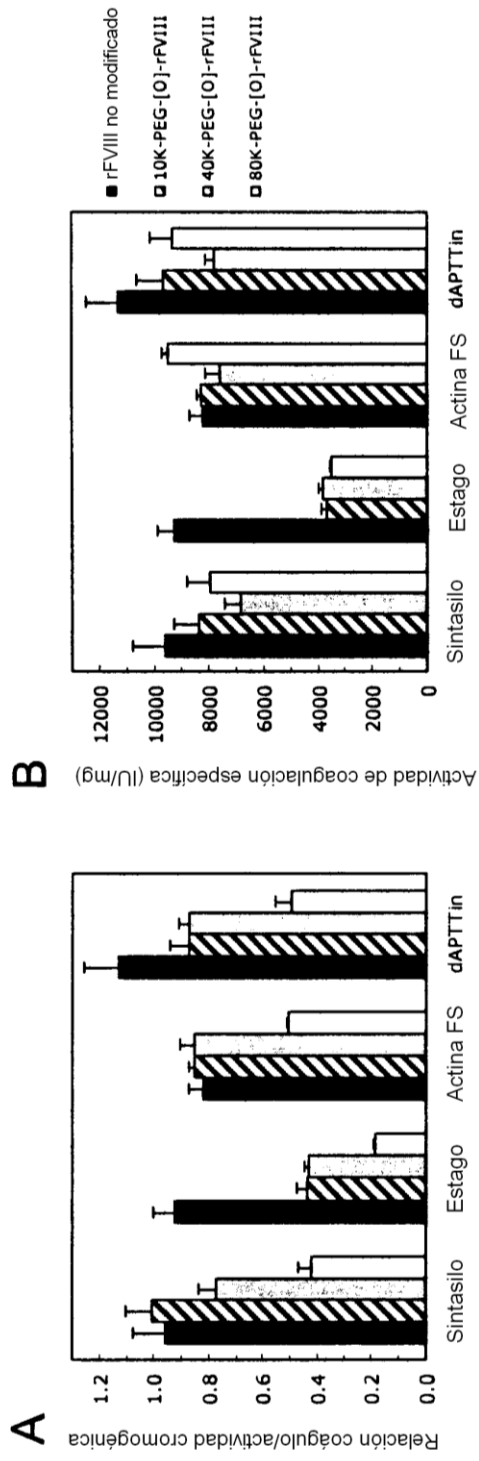 A
Relación coágulo/actividad cromogénica
1.2
1.0
0.8
0.6
0.4
0.2
0.0
Sintasilo
Estago
Actina FS
dAPTTin
B
Actividad de coagulación específica (IU/mg)
12000
10000
8000
6000
4000
2000
0
Sintasilo
Estago
Actina FS
dAPTTin
rFVIII no modificado
10K-PEG-[O]-rFVIII
40K-PEG-[O]-rFVIII
80K-PEG-[O]-rFVIII